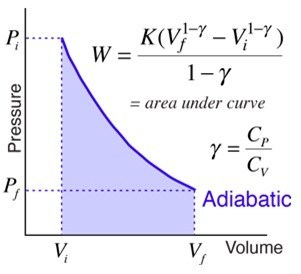 P_i
W = K(V_f^{1-γ} − V_i^{1-γ}) / 1 − γ
= area under curve
γ = C_P / C_V
Pressure
P_f
Adiabatic
V_i
V_f
Volume